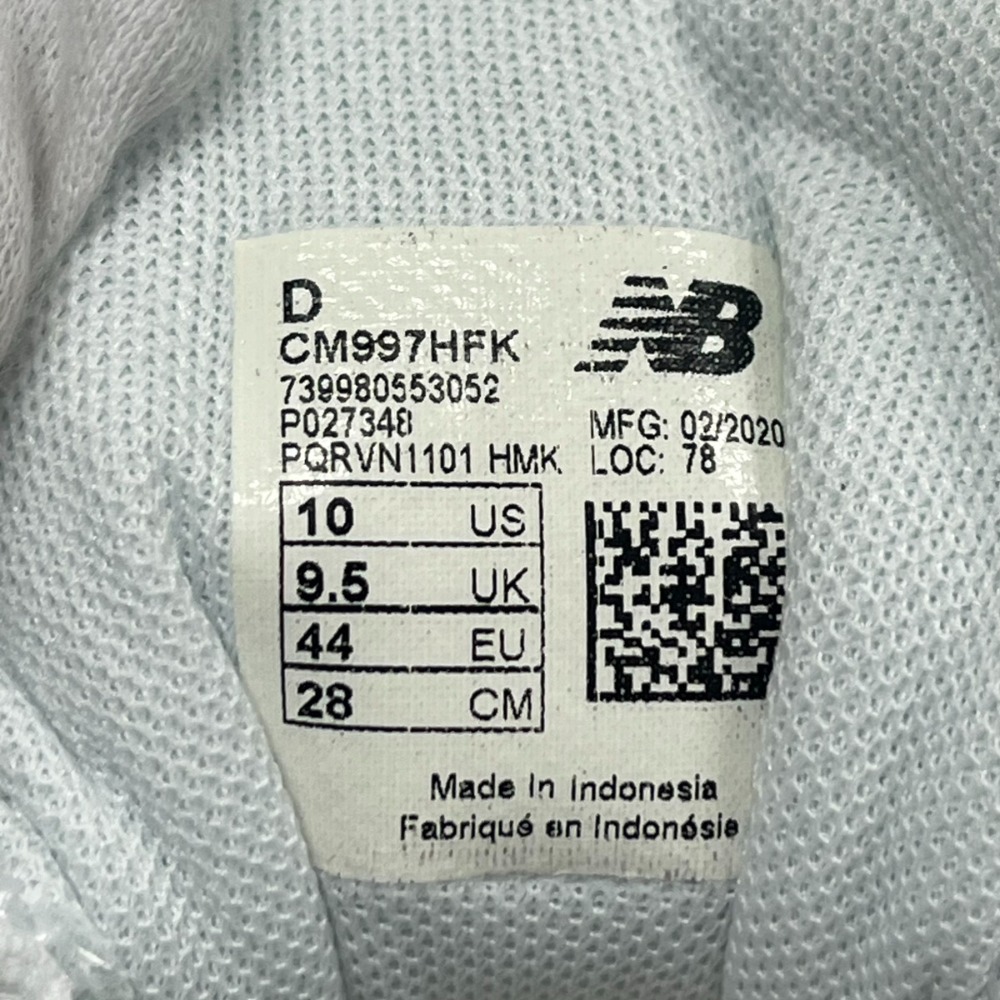 D
CM997HFK
NB
739980553052
P027348
MFG: 02/2020
PQRVN1101 HMK
LOC: 78
10 US
9.5 UK
44 EU
28 CM
Made In Indonesia
Fabriqué en Indonésie